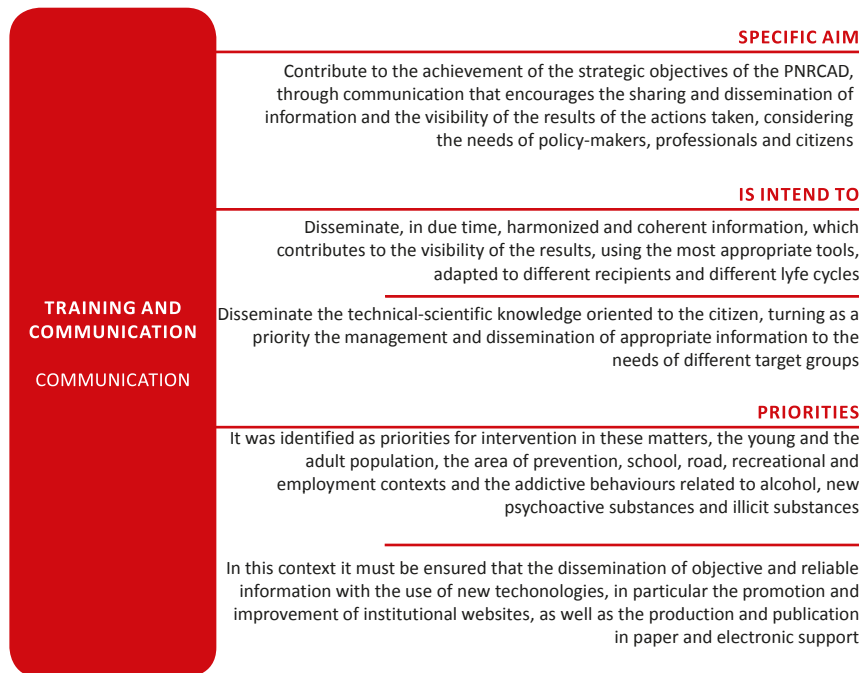 TRAINING AND
COMMUNICATION
COMMUNICATION
SPECIFIC AIM
Contribute to the achievement of the strategic objectives of the PNRCAD,
through communication that encourages the sharing and dissemination of
information and the visibility of the results of the actions taken, considering
the needs of policy-makers, professionals and citizens
IS INTEND TO
Disseminate, in due time, harmonized and coherent information, which
contributes to the visibility of the results, using the most appropriate tools,
adapted to different recipients and different lyfe cycles
Disseminate the technical-scientific knowledge oriented to the citizen, turning as a
priority the management and dissemination of appropriate information to the
needs of different target groups
PRIORITIES
It was identified as priorities for intervention in these matters, the young and the
adult population, the area of prevention, school, road, recreational and
employment contexts and the addictive behaviours related to alcohol, new
psychoactive substances and illicit substances
In this context it must be ensured that the dissemination of objective and reliable
information with the use of new techonologies, in particular the promotion and
improvement of institutional websites, as well as the production and publication
in paper and electronic support